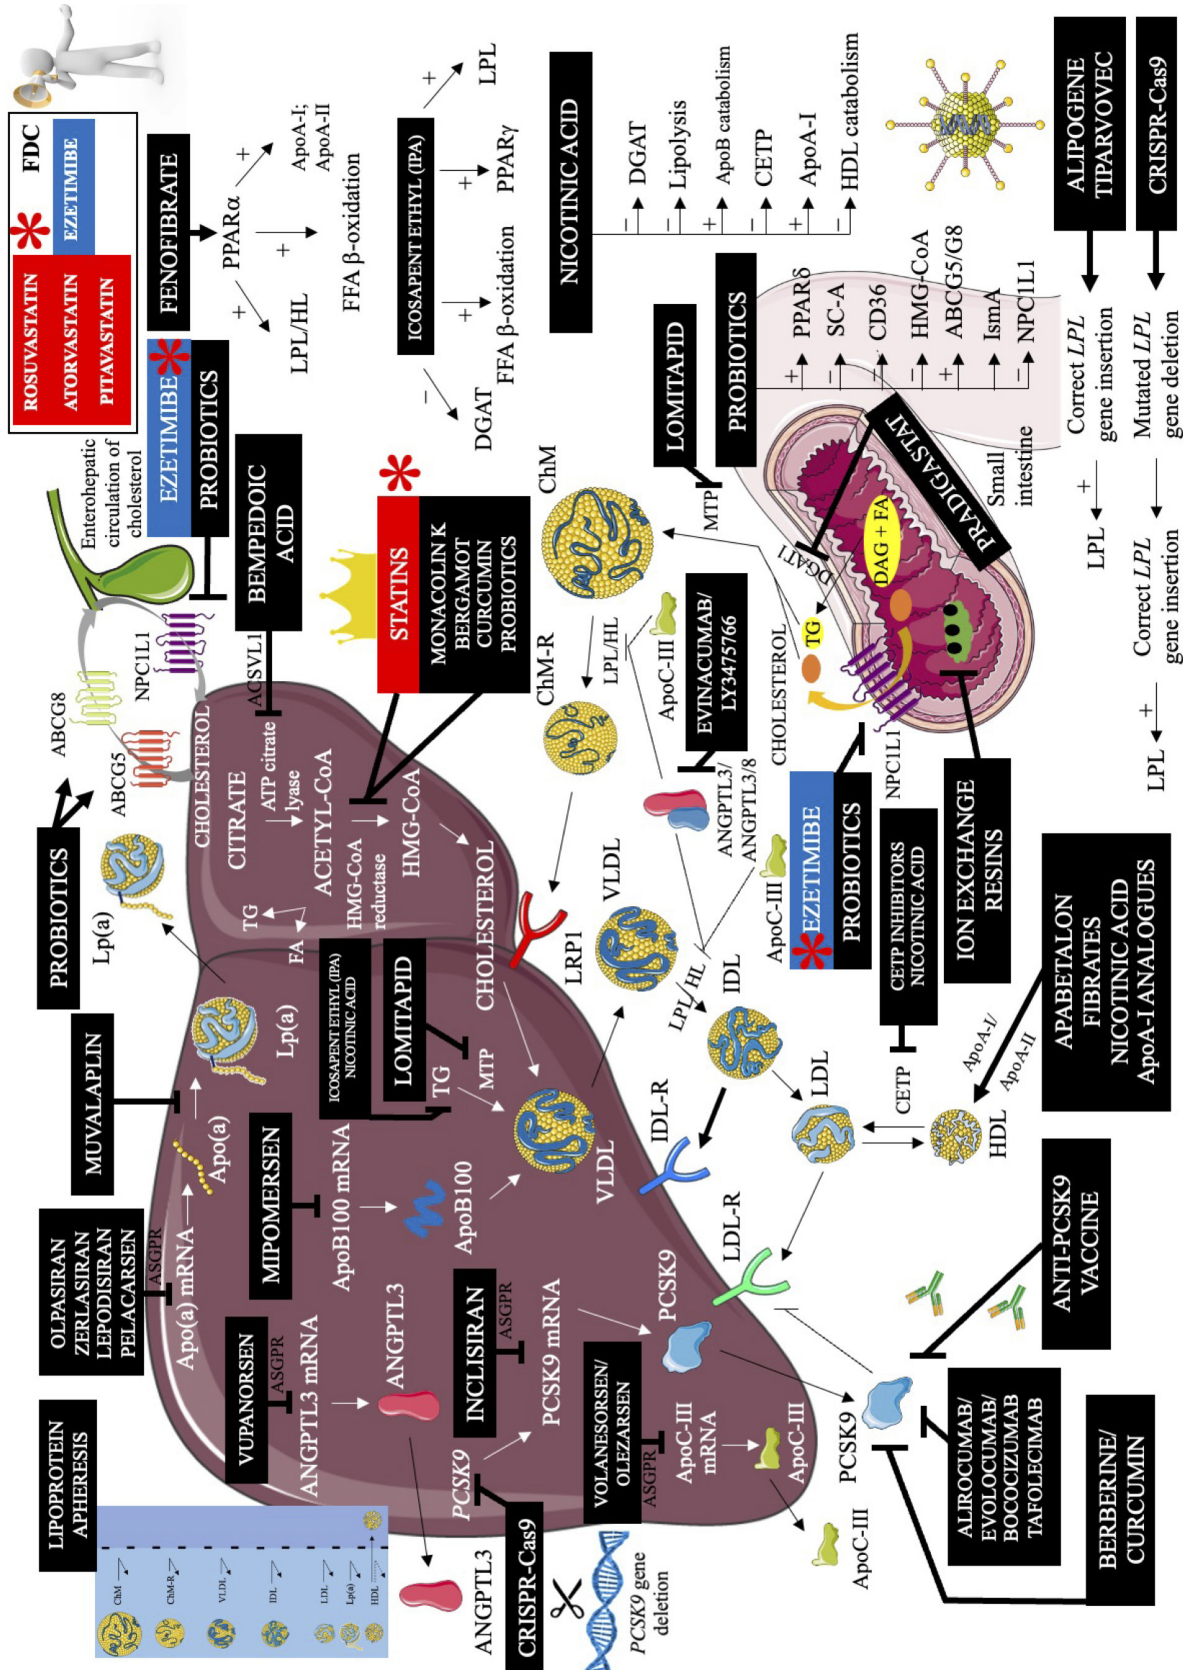 LIPOPROTEIN
APHERESIS
ChM
ChM-R
VLDL
IDL
LDL
Lp(a)
HDL
OLPASIRAN
ZERLASIRAN
LEPODISIRAN
PELACARSEN
ASGPR
Apo(a) mRNA
MUVALAPLIN
Apo(a)
Lp(a)
Lp(a)
PROBIOTICS
ABCG5
ABCG8
NPC1L1
Enterohepatic
circulation of
cholesterol
EZETIMIBE
PROBIOTICS
ROSUVASTATIN
ATORVASTATIN
PITAVASTATIN
FDC
EZETIMIBE
FENOFIBRATE
PPARα
+
+
+
LPL/HL
FFA β-oxidation
ApoA-I;
ApoA-II
VUPANORSEN
ASGPR
ANGPTL3 mRNA
ANGPTL3
ANGPTL3
MIPOMERSEN
ApoB100 mRNA
ApoB100
ICOSAPENT ETHYL (IPA)
NICOTINIC ACID
LOMITAPID
TG
MTP
VLDL
CHOLESTEROL
CITRATE
ATP citrate
lyase
ACSVL1
BEMPEDOIC
ACID
ACETYL-CoA
TG
FA
HMG-CoA
reductase
HMG-CoA
CHOLESTEROL
STATINS
MONACOLIN K
BERGAMOT
CURCUMIN
PROBIOTICS
ICOSAPENT ETHYL (IPA)
−
+
+
+
DGAT
FFA β-oxidation
PPARγ
LPL
CRISPR-Cas9
PCSK9 gene
deletion
PCSK9
INCLISIRAN
ASGPR
PCSK9 mRNA
PCSK9
VOLANESORSEN/
OLEZARSEN
ASGPR
ApoC-III
mRNA
ApoC-III
ApoC-III
LRP1
VLDL
IDL-R
LDL-R
LPL/ HL
IDL
LDL
ChM
ChM-R
LPL/HL
ApoC-III
EVINACUMAB/
LY3475766
ANGPTL3/
ANGPTL3/8
ApoC-III
NICOTINIC ACID
−
DGAT
−
Lipolysis
+
ApoB catabolism
−
CETP
+
ApoA-I
−
HDL catabolism
LOMITAPID
MTP
PROBIOTICS
+
PPARδ
−
SC-A
−
CD36
−
HMG-CoA
+
ABCG5/G8
IsmA
−
NPC1L1
PRADIGASTAT
DGAT1
DAG + FA
TG
CHOLESTEROL
NPC1L1
Small
intestine
EZETIMIBE
PROBIOTICS
CETP INHIBITORS
NICOTINIC ACID
CETP
ION EXCHANGE
RESINS
HDL
ApoA-I/
ApoA-II
APABETALON
FIBRATES
NICOTINIC ACID
ApoA-I ANALOGUES
PCSK9
ANTI-PCSK9
VACCINE
ALIROCUMAB/
EVOLOCUMAB/
BOCOCIZUMAB
TAFOLECIMAB
BERBERINE/
CURCUMIN
ALIPOGENE
TIPARVOVEC
Correct LPL
gene insertion
+
LPL
CRISPR-Cas9
Mutated LPL
gene deletion
Correct LPL
gene insertion
+
LPL